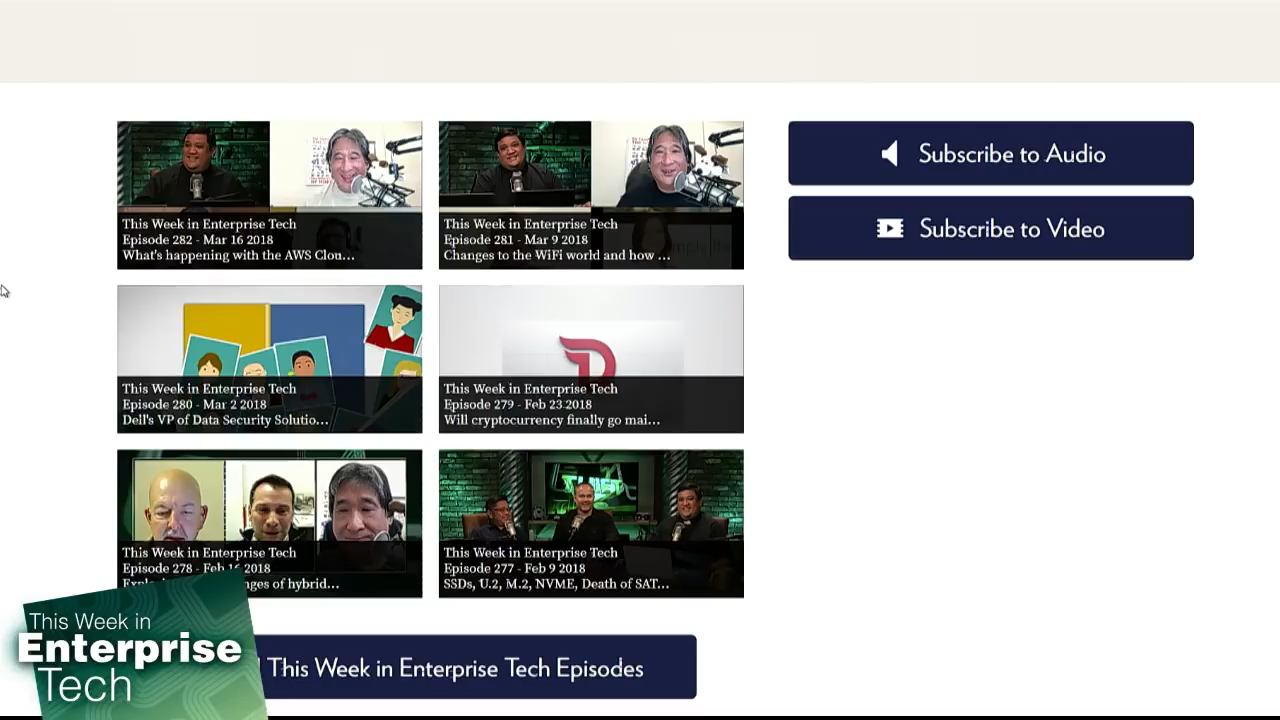 This Week in Enterprise Tech
Episode 282 - Mar 16 2018
What's happening with the AWS Clou...
This Week in Enterprise Tech
Episode 281 - Mar 9 2018
Changes to the WiFi world and how ...
Subscribe to Audio
Subscribe to Video
This Week in Enterprise Tech
Episode 280 - Mar 2 2018
Dell's VP of Data Security Solutio...
This Week in Enterprise Tech
Episode 279 - Feb 23 2018
Will cryptocurrency finally go mai...
This Week in Enterprise Tech
Episode 278 - Feb 16 2018
of hybrid...
This Week in Enterprise Tech
Episode 277 - Feb 9 2018
SSDs, U.2, M.2, NVME, Death of SAT...
This Week in Enterprise Tech Episodes
This Week in
Enterprise
Tech